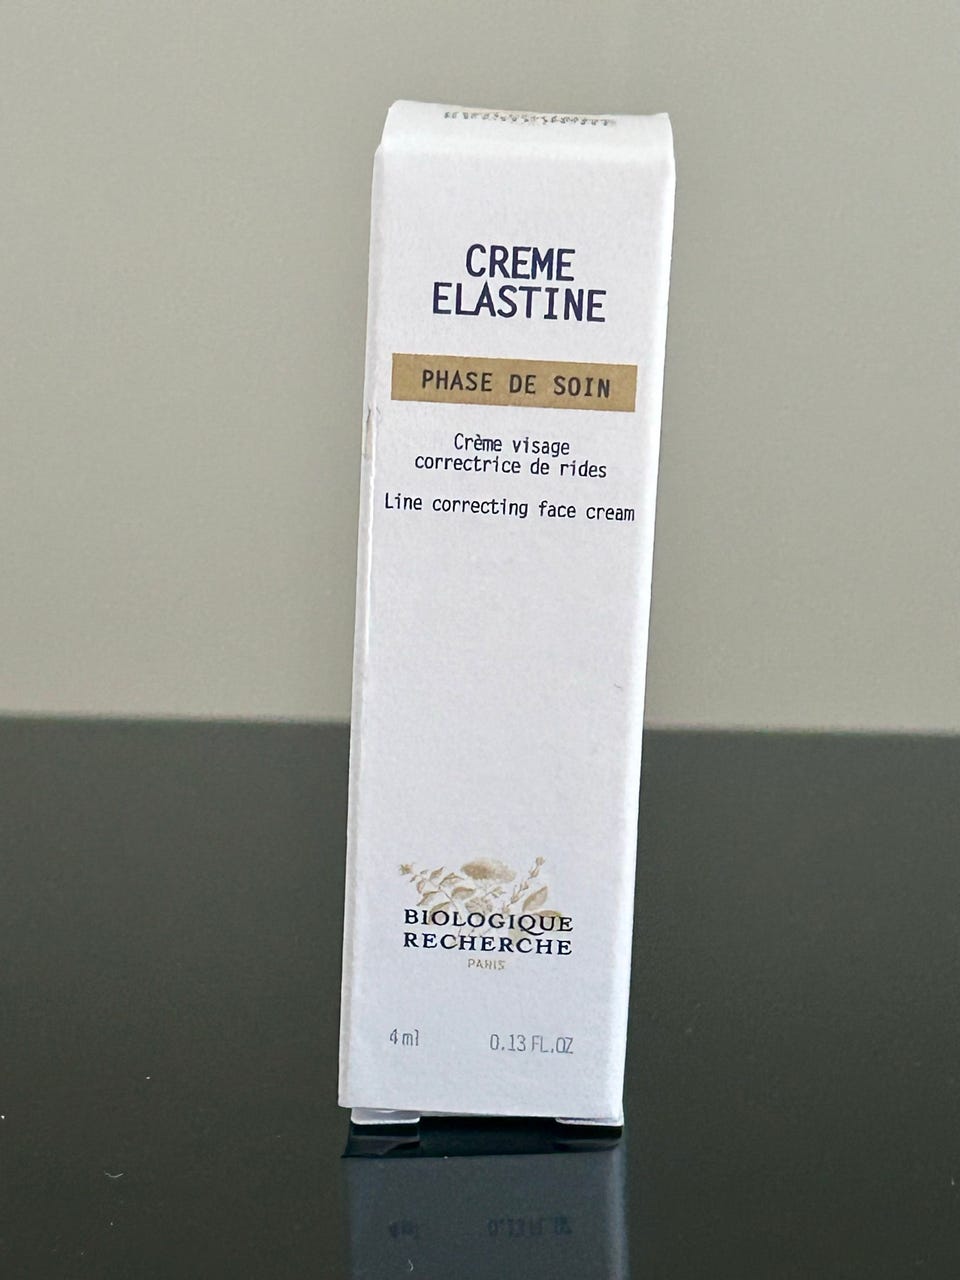 CREME
ELASTINE
PHASE DE SOIN
Crème visage
correctrice de rides
Line correcting face cream
BIOLOGIQUE
RECHERCHE
PARIS
4 ml
0.13 FL.OZ